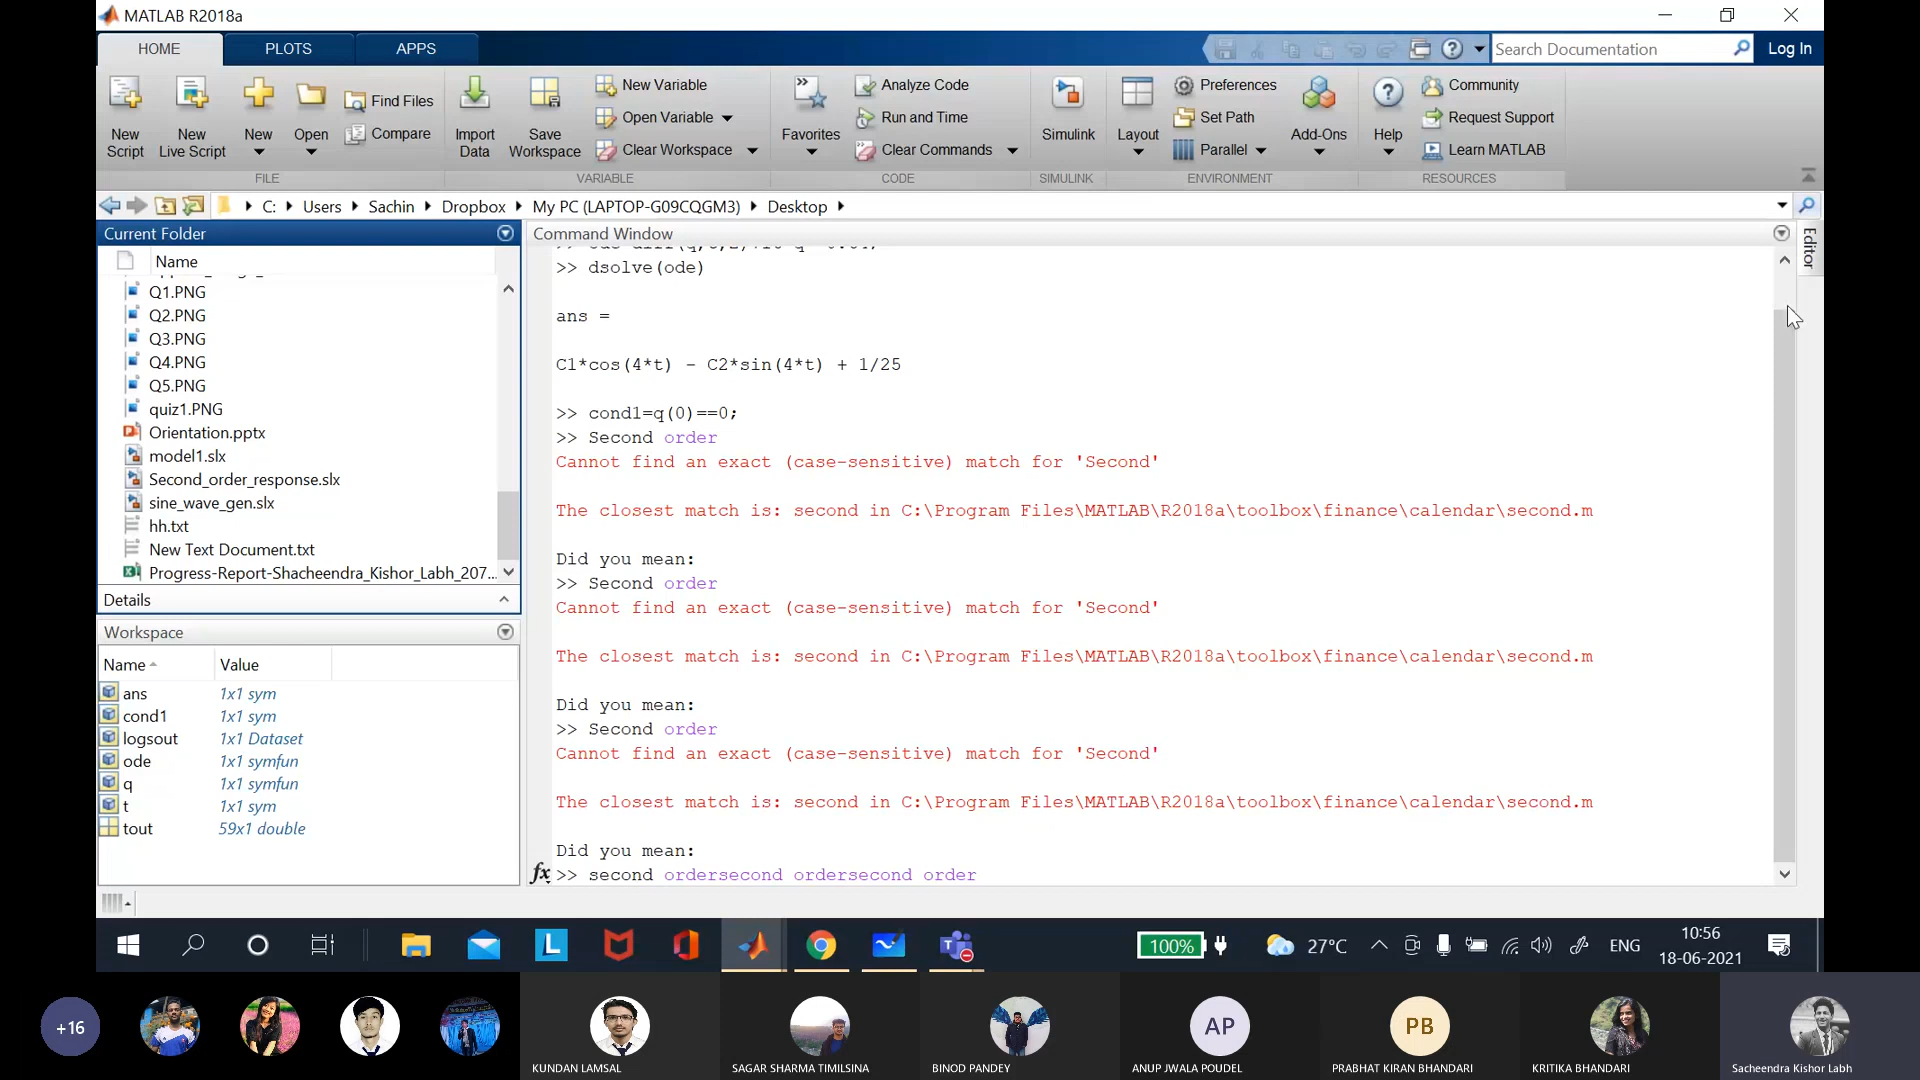 MATLAB R2018a
HOME
PLOTS
APPS
Search Documentation
Log In
New Script
New Live Script
New
Open
Find Files
Compare
FILE
Import Data
Save Workspace
New Variable
Open Variable
Clear Workspace
VARIABLE
Favorites
Analyze Code
Run and Time
Clear Commands
CODE
Simulink
SIMULINK
Layout
Preferences
Set Path
Parallel
Add-Ons
ENVIRONMENT
Help
Community
Request Support
Learn MATLAB
RESOURCES
C: Users Sachin Dropbox My PC (LAPTOP-G09CQGM3) Desktop
Current Folder
Name
Q1.PNG
Q2.PNG
Q3.PNG
Q4.PNG
Q5.PNG
quiz1.PNG
Orientation.pptx
model1.slx
Second_order_response.slx
sine_wave_gen.slx
hh.txt
New Text Document.txt
Progress-Report-Shacheendra_Kishor_Labh_207...
Details
Workspace
Name Value
ans 1x1 sym
cond1 1x1 sym
logsout 1x1 Dataset
ode 1x1 symfun
q 1x1 symfun
t 1x1 sym
tout 59x1 double
Command Window
>> dsolve(ode)
ans =
C1*cos(4*t) - C2*sin(4*t) + 1/25
>> cond1=q(0)==0;
>> Second order
Cannot find an exact (case-sensitive) match for 'Second'
The closest match is: second in C:\Program Files\MATLAB\R2018a\toolbox\finance\calendar\second.m
Did you mean:
>> Second order
Cannot find an exact (case-sensitive) match for 'Second'
The closest match is: second in C:\Program Files\MATLAB\R2018a\toolbox\finance\calendar\second.m
Did you mean:
>> Second order
Cannot find an exact (case-sensitive) match for 'Second'
The closest match is: second in C:\Program Files\MATLAB\R2018a\toolbox\finance\calendar\second.m
Did you mean:
fx >> second ordersecond ordersecond order
Editor
100%
27°C
ENG
10:56
18-06-2021
+16
KUNDAN LAMSAL
SAGAR SHARMA TIMILSINA
BINOD PANDEY
AP
ANUP JWALA POUDEL
PB
PRABHAT KIRAN BHANDARI
KRITIKA BHANDARI
Sacheendra Kishor Labh